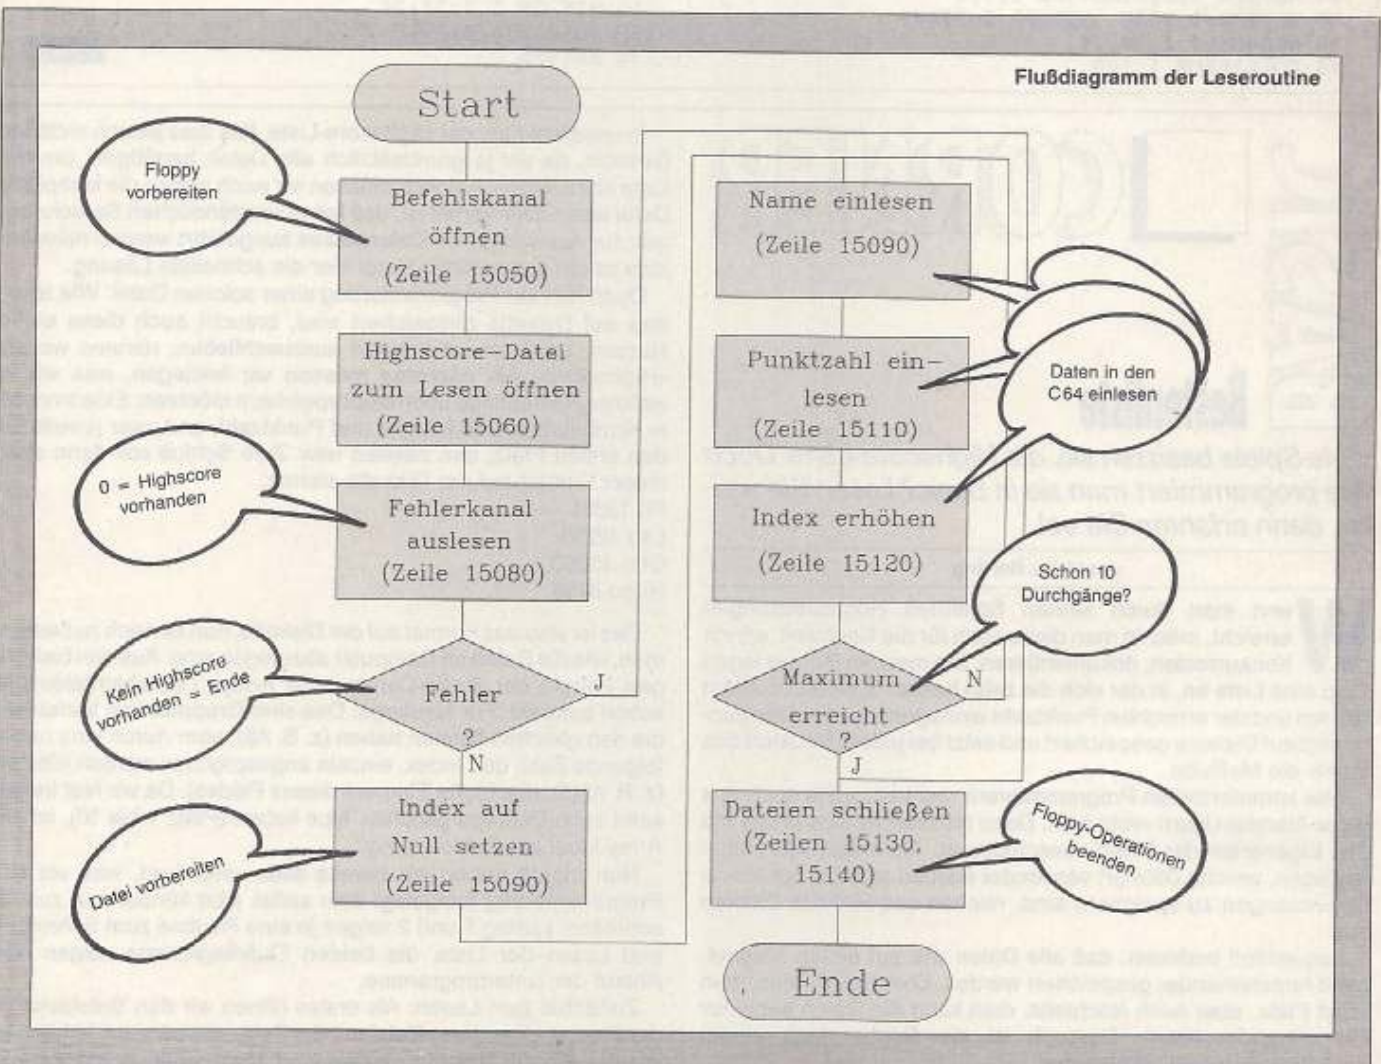 Flußdiagramm der Leseroutine
Start
Floppy
vorbereiten
Befehlskanal
öffnen
(Zeile 15050)
Highscore-Datei
zum Lesen öffnen
(Zeile 15060)
0 = Highscore
vorhanden
Fehlerkanal
auslesen
(Zeile 15080)
Kein Highscore
vorhanden = Ende
Fehler
?
J
N
Index auf
Null setzen
(Zeile 15090)
Datei vorbereiten
Name einlesen
(Zeile 15090)
Punktzahl ein-
lesen
(Zeile 15110)
Daten in den
C64 einlesen
Index erhöhen
(Zeile 15120)
Schon 10
Durchgänge?
Maximum
erreicht
?
N
J
Dateien schließen
(Zeilen 15130,
15140)
Floppy-Operationen
beenden
Ende